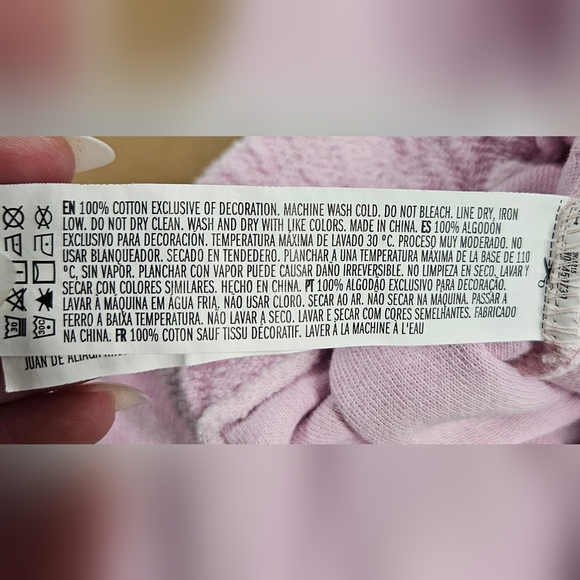 EN 100% COTTON EXCLUSIVE OF DECORATION. MACHINE WASH COLD. DO NOT BLEACH. LINE DRY, IRON
LOW. DO NOT DRY CLEAN. WASH AND DRY WITH LIKE COLORS. MADE IN CHINA. ES 100% ALGODÓN
EXCLUSIVO PARA DECORACIÓN. TEMPERATURA MÁXIMA DE LAVADO 30 °C. PROCESO MUY MODERADO. NO
USAR BLANQUEADOR. SECADO EN TENDEDERO. PLANCHAR A UNA TEMPERATURA MÁXIMA DE LA BASE DE 110
°C, SIN VAPOR. PLANCHAR CON VAPOR PUEDE CAUSAR DAÑO IRREVERSIBLE. NO LIMPIEZA EN SECO. LAVAR Y
SECAR CON COLORES SIMILARES. HECHO EN CHINA. PT 100% ALGODÃO EXCLUSIVO PARA DECORAÇÃO.
LAVAR À MÁQUINA EM ÁGUA FRIA. NÃO USAR CLORO. SECAR AO AR. NÃO SECAR NA MÁQUINA. PASSAR A
FERRO A BAIXA TEMPERATURA. NÃO LAVAR A SECO. LAVAR E SECAR COM CORES SEMELHANTES. FABRICADO
NA CHINA. FR 100% COTON SAUF TISSU DÉCORATIF. LAVER À LA MACHINE À L'EAU
JUAN DE ALIAGA